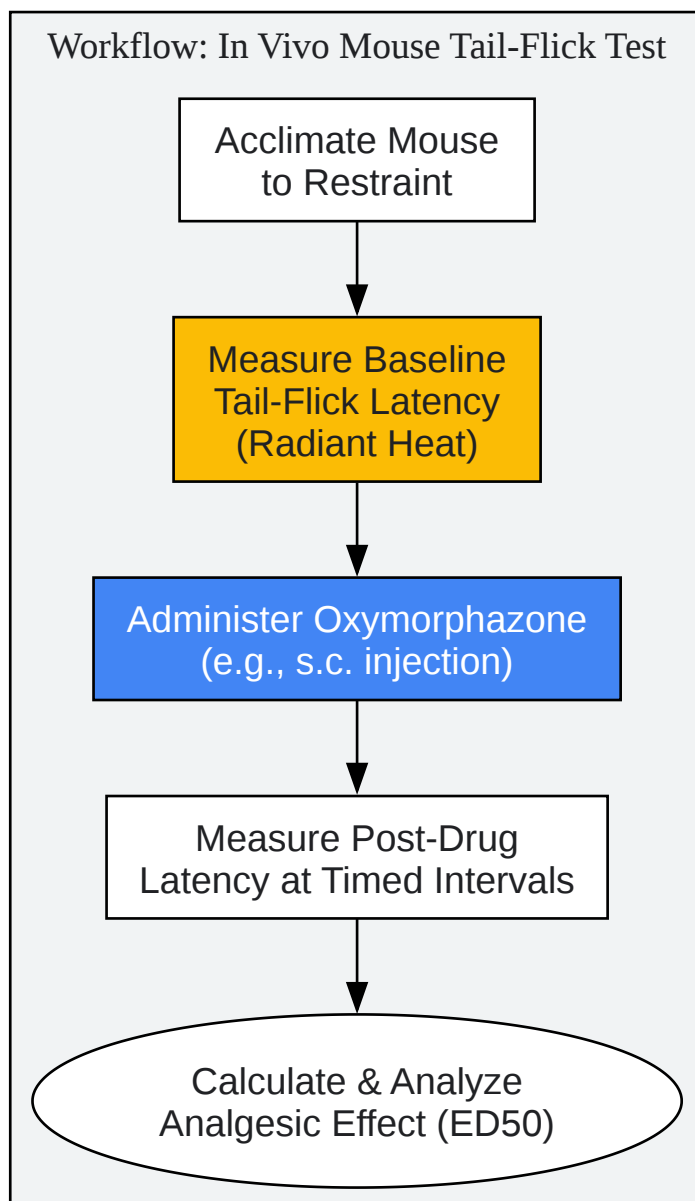 Workflow: In Vivo Mouse Tail-Flick Test
Acclimate Mouse
to Restraint
Measure Baseline
Tail-Flick Latency
(Radiant Heat)
Administer Oxymorphazone
(e.g., s.c. injection)
Measure Post-Drug
Latency at Timed Intervals
Calculate & Analyze
Analgesic Effect (ED50)